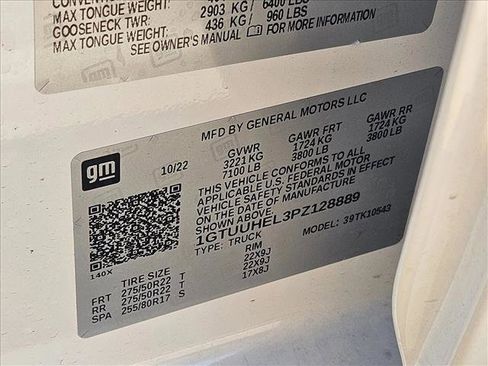 MAX TONGUE WEIGHT: 2903 KG / 6400 LBS
GOOSENECK TWR: 436 KG / 960 LBS
MAX TONGUE WEIGHT:
SEE OWNER'S MANUAL FOR MORE INFORMATION
gm
MFD BY GENERAL MOTORS LLC
10/22
GVWR GAWR FRT GAWR RR
3221 KG 1724 KG 1724 KG
7100 LB 3800 LB 3800 LB
THIS VEHICLE CONFORMS TO ALL
APPLICABLE U.S. FEDERAL MOTOR
VEHICLE SAFETY STANDARDS
IN EFFECT ON THE DATE OF MANUFACTURE
SHOWN ABOVE.
1GTUUHEL3PZ128889
TYPE: TRUCK MODEL: 39TK10543
140X
TIRE SIZE RIM
FRT 275/50R22 T 22X9J
RR 275/50R22 T 22X9J
SPA 255/80R17 S 17X8J